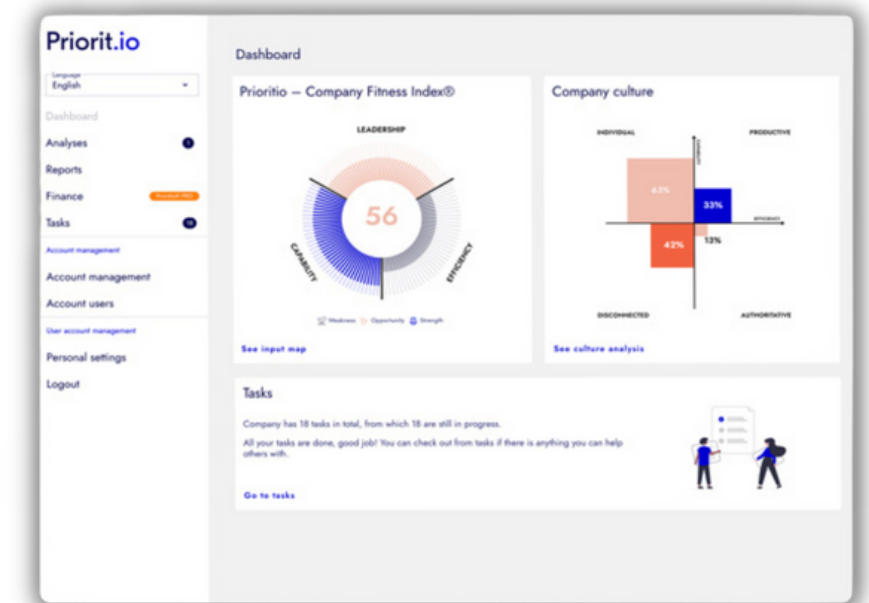 Priorit.io
Language
English
Dashboard
Analyses
Reports
Finance
Tasks 18
Account management
Account management
Account users
User account management
Personal settings
Logout
Dashboard
Prioritio – Company Fitness Index®
LEADERSHIP
56
CAPABILITY
EFFICIENCY
Weakness Opportunity Strength
See input map
Company culture
INDIVIDUAL
PRODUCTIVE
63%
33%
EFFICIENCY
42%
13%
DISCONNECTED
AUTHORITATIVE
See culture analysis
Tasks
Company has 18 tasks in total, from which 18 are still in progress.
All your tasks are done, good job! You can check out from tasks if there is anything you can help
others with.
Go to tasks